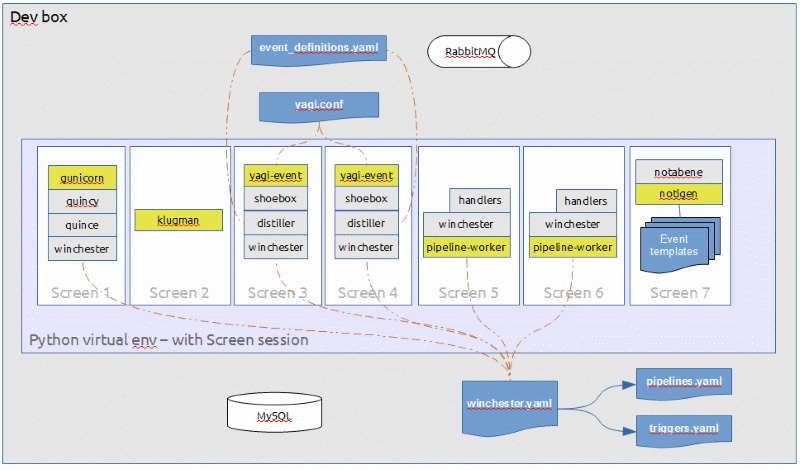 Dev box
event_definitions.yaml
RabbitMQ
yagi.conf
gunicorn
quincy
quince
winchester
Screen 1
klugman
Screen 2
yagi-event
shoebox
distiller
winchester
Screen 3
yagi-event
shoebox
distiller
winchester
Screen 4
handlers
winchester
pipeline-worker
Screen 5
handlers
winchester
pipeline-worker
Screen 6
notabene
notigen
Event
templates
Screen 7
Python virtual env – with Screen session
MySQL
winchester.yaml
pipelines.yaml
triggers.yaml